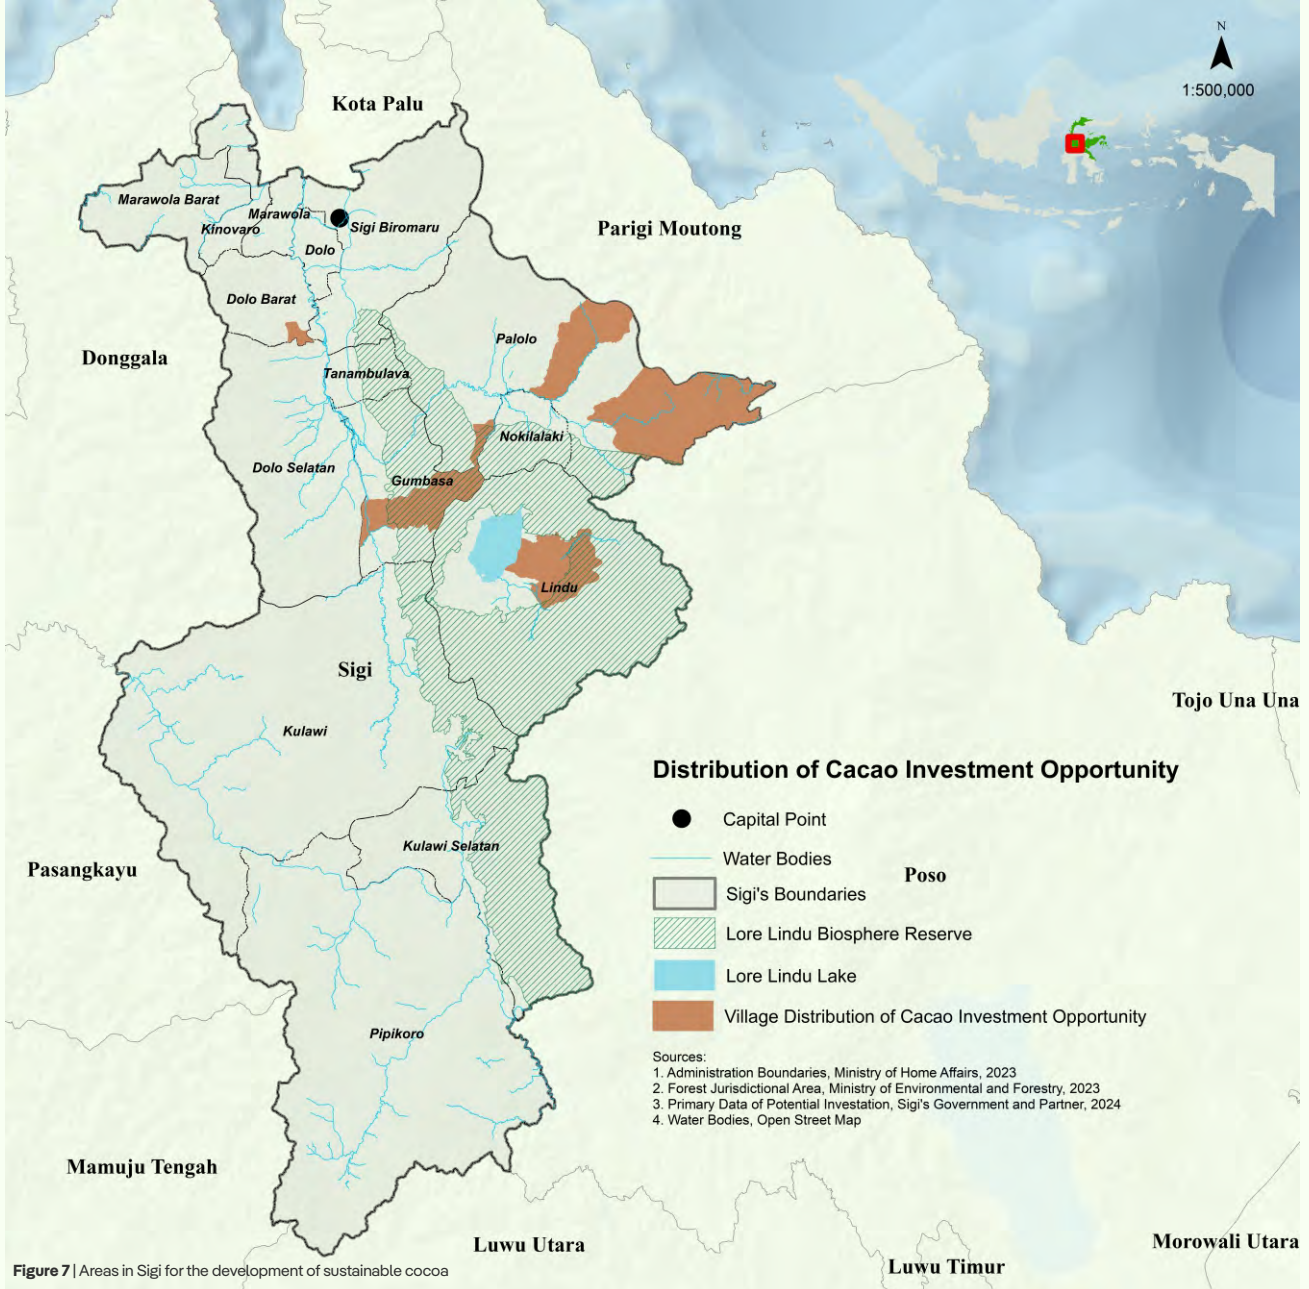 N
1:500,000
Kota Palu
Marawola Barat
Marawola
Kinovaro
Sigi Biromaru
Parigi Moutong
Dolo
Dolo Barat
Palolo
Donggala
Tanambulava
Nokilalaki
Dolo Selatan
Gumbasa
Lindu
Sigi
Tojo Una Una
Kulawi
Distribution of Cacao Investment Opportunity
Capital Point
Kulawi Selatan
Water Bodies
Pasangkayu
Poso
Sigi's Boundaries
Lore Lindu Biosphere Reserve
Lore Lindu Lake
Village Distribution of Cacao Investment Opportunity
Pipikoro
Sources:
1. Administration Boundaries, Ministry of Home Affairs, 2023
2. Forest Jurisdictional Area, Ministry of Environmental and Forestry, 2023
3. Primary Data of Potential Investation, Sigi's Government and Partner, 2024
4. Water Bodies, Open Street Map
Mamuju Tengah
Luwu Utara
Morowali Utara
Luwu Timur
Figure 7 | Areas in Sigi for the development of sustainable cocoa